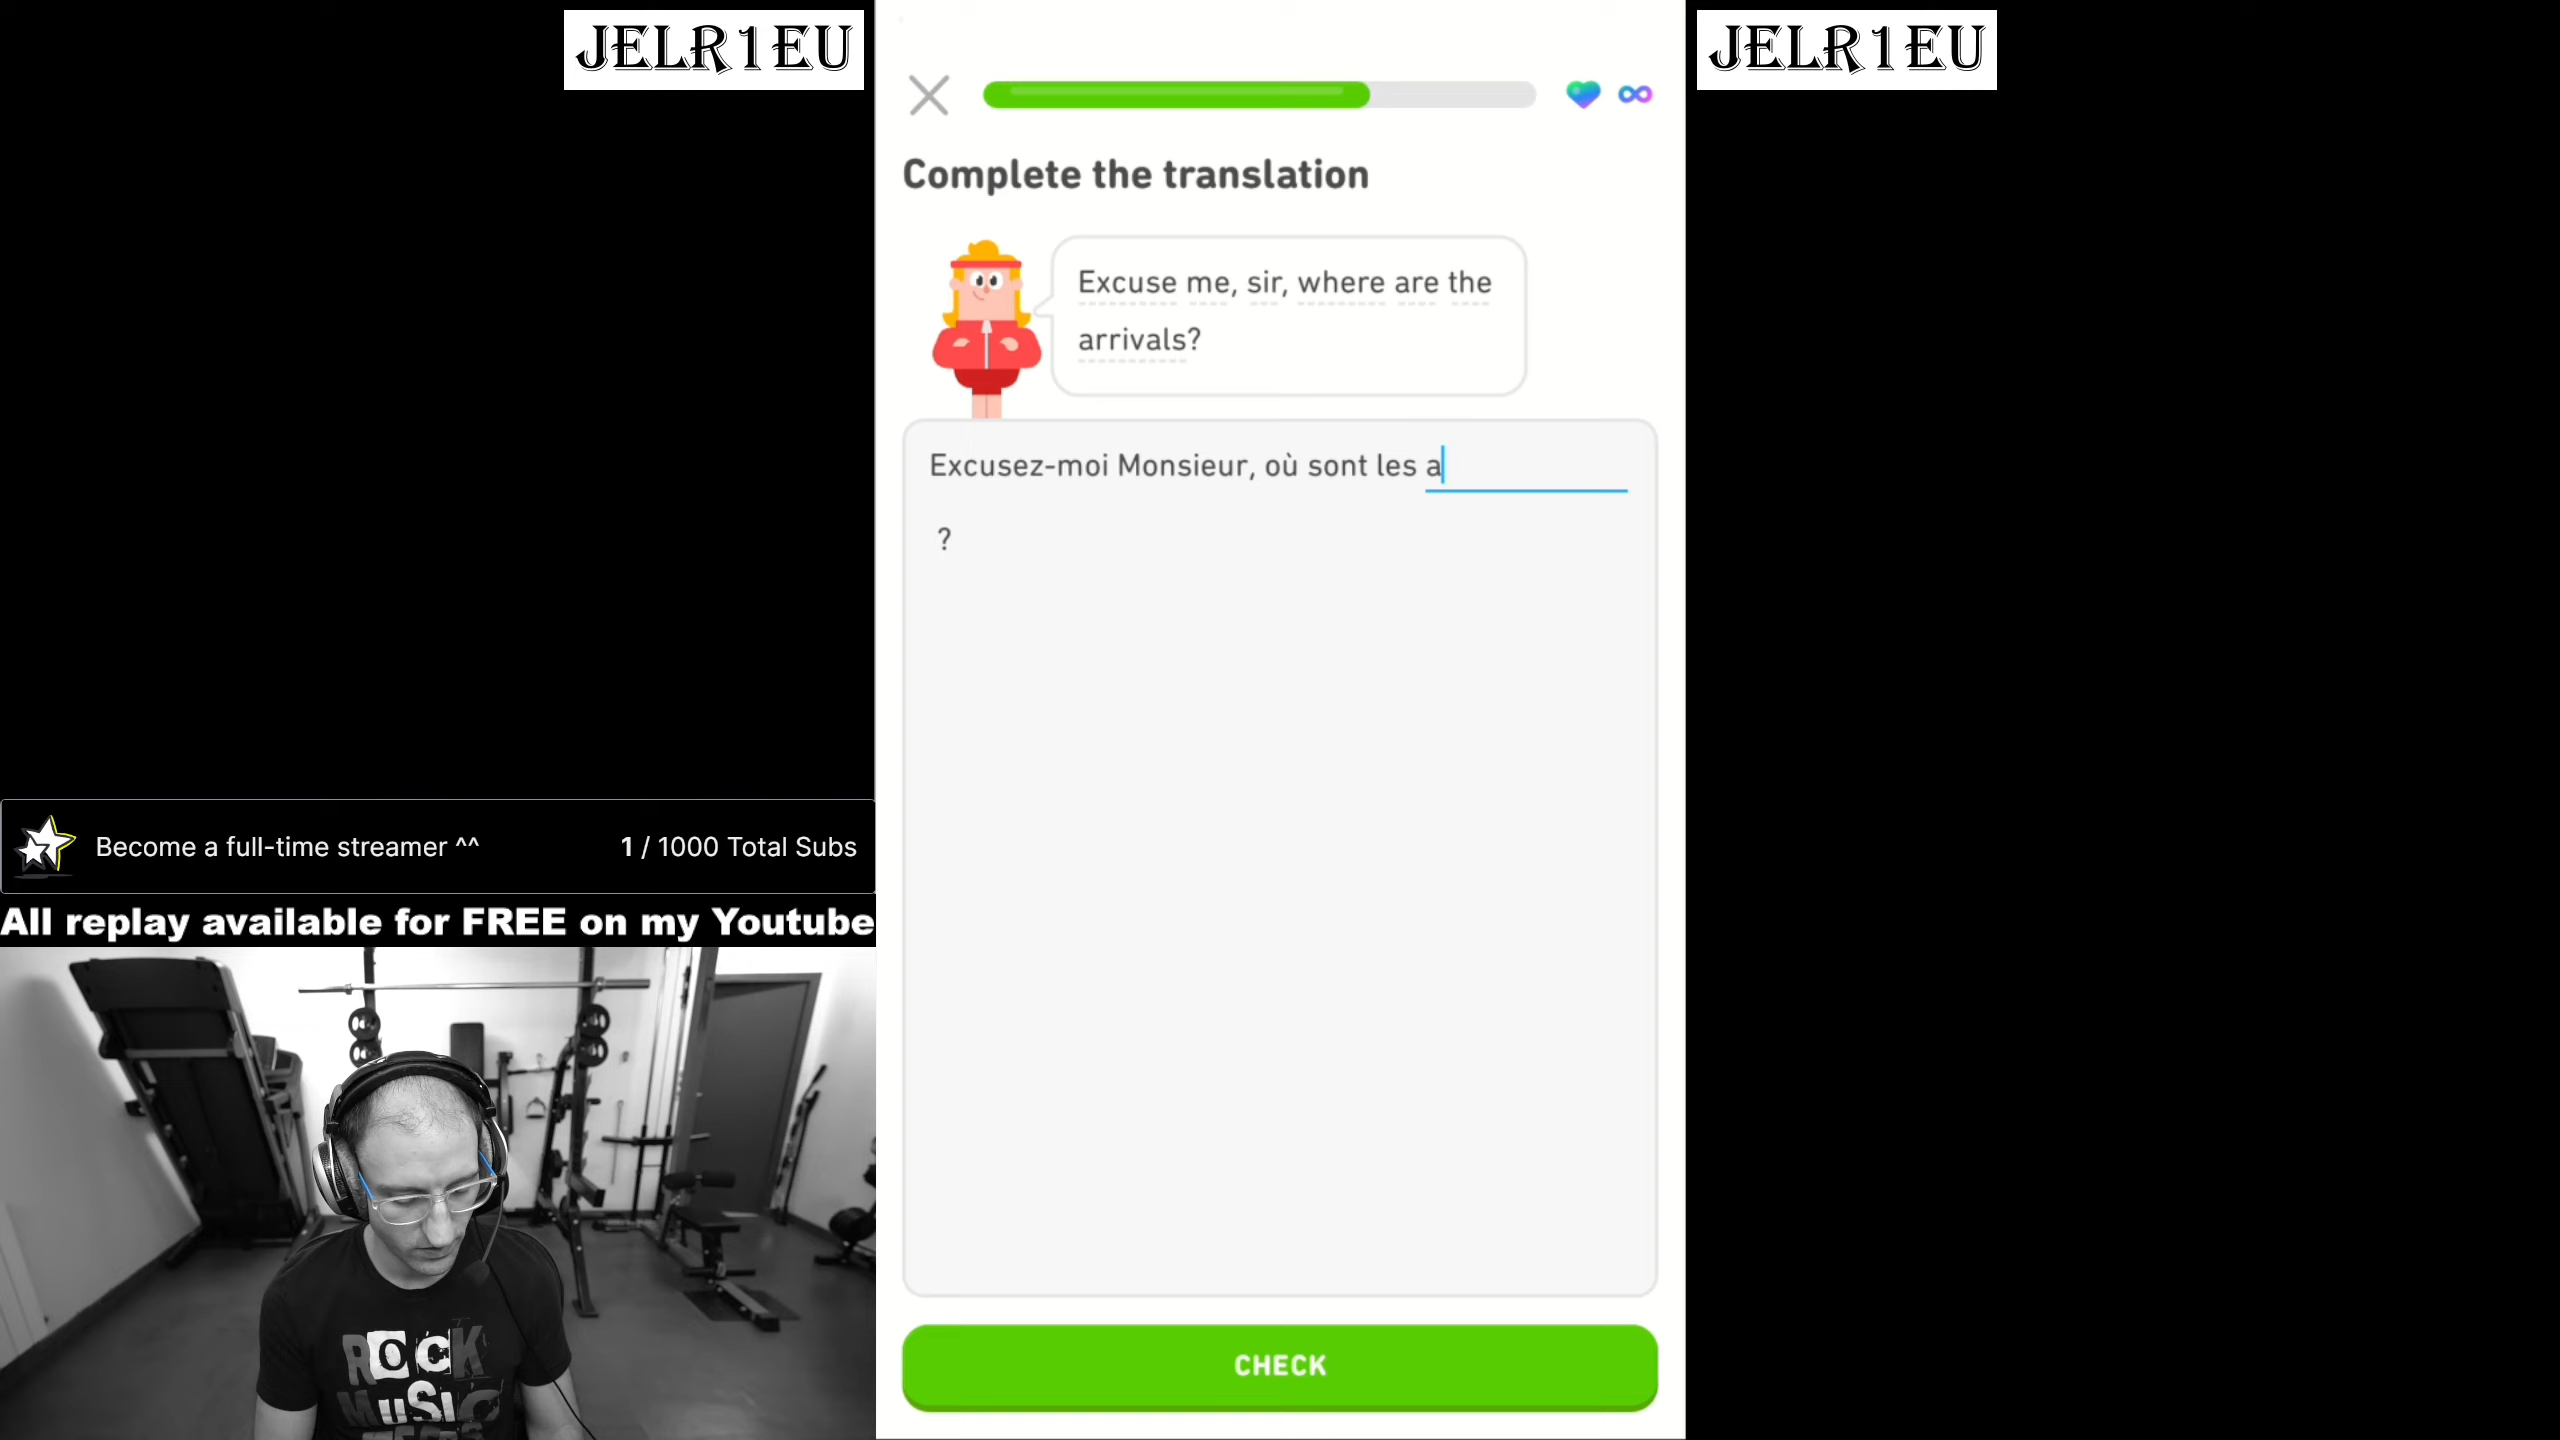 JELR1EU
JELR1EU
Complete the translation
Excuse me, sir, where are the
arrivals?
Excusez-moi Monsieur, où sont les a
?
CHECK
Become a full-time streamer ^^ 1 / 1000 Total Subs
All replay available for FREE on my Youtube
ROCK
MUSIC